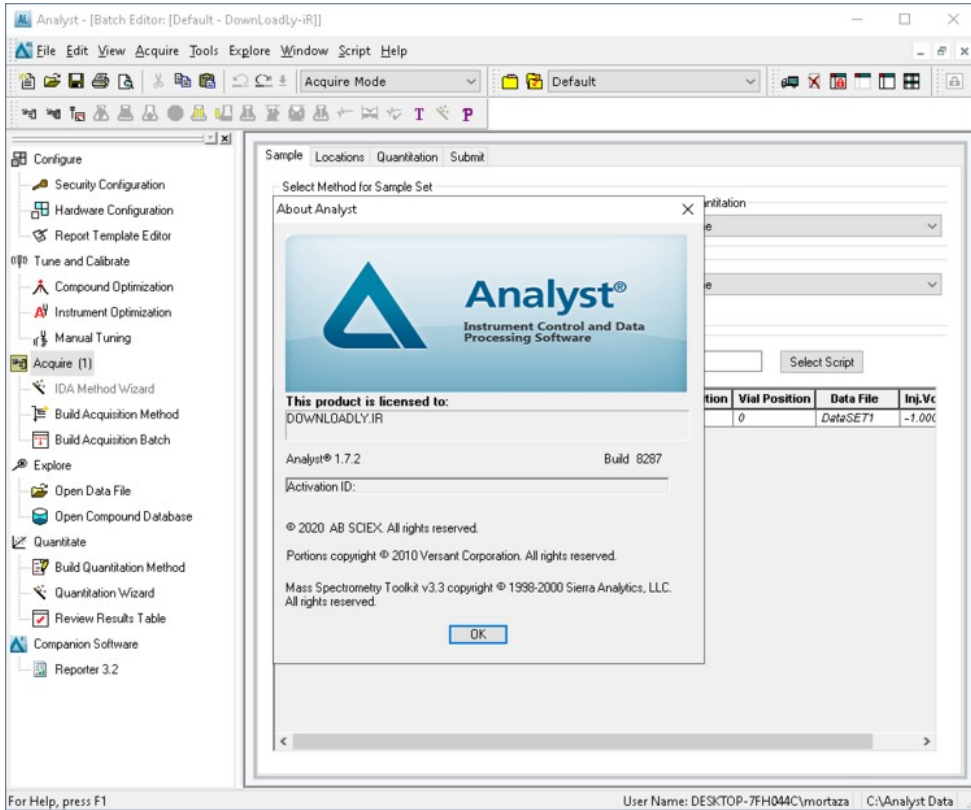 Analyst - [Batch Editor: [Default - DownLoadLy-iR]]
File Edit View Acquire Tools Explore Window Script Help
Acquire Mode
Default
T P
Configure
Security Configuration
Hardware Configuration
Report Template Editor
Tune and Calibrate
Compound Optimization
Instrument Optimization
Manual Tuning
Acquire (1)
IDA Method Wizard
Build Acquisition Method
Build Acquisition Batch
Explore
Open Data File
Open Compound Database
Quantitate
Build Quantitation Method
Quantitation Wizard
Review Results Table
Companion Software
Reporter 3.2
Sample Locations Quantitation Submit
Select Method for Sample Set
Select Script
Vial Position Data File
0 DataSET1
About Analyst
Analyst®
Instrument Control and Data
Processing Software
This product is licensed to:
DOWNLOADLY.IR
Analyst® 1.7.2 Build 8287
Activation ID:
© 2020 AB SCIEX. All rights reserved.
Portions copyright © 2010 Versant Corporation. All rights reserved.
Mass Spectrometry Toolkit v3.3 copyright © 1998-2000 Sierra Analytics, LLC.
All rights reserved.
OK
For Help, press F1
User Name: DESKTOP-7FH044C\mortaza C:\Analyst Data